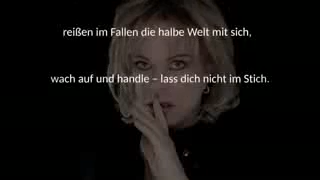 reißen im Fallen die halbe Welt mit sich,
wach auf und handle – lass dich nicht im Stich.